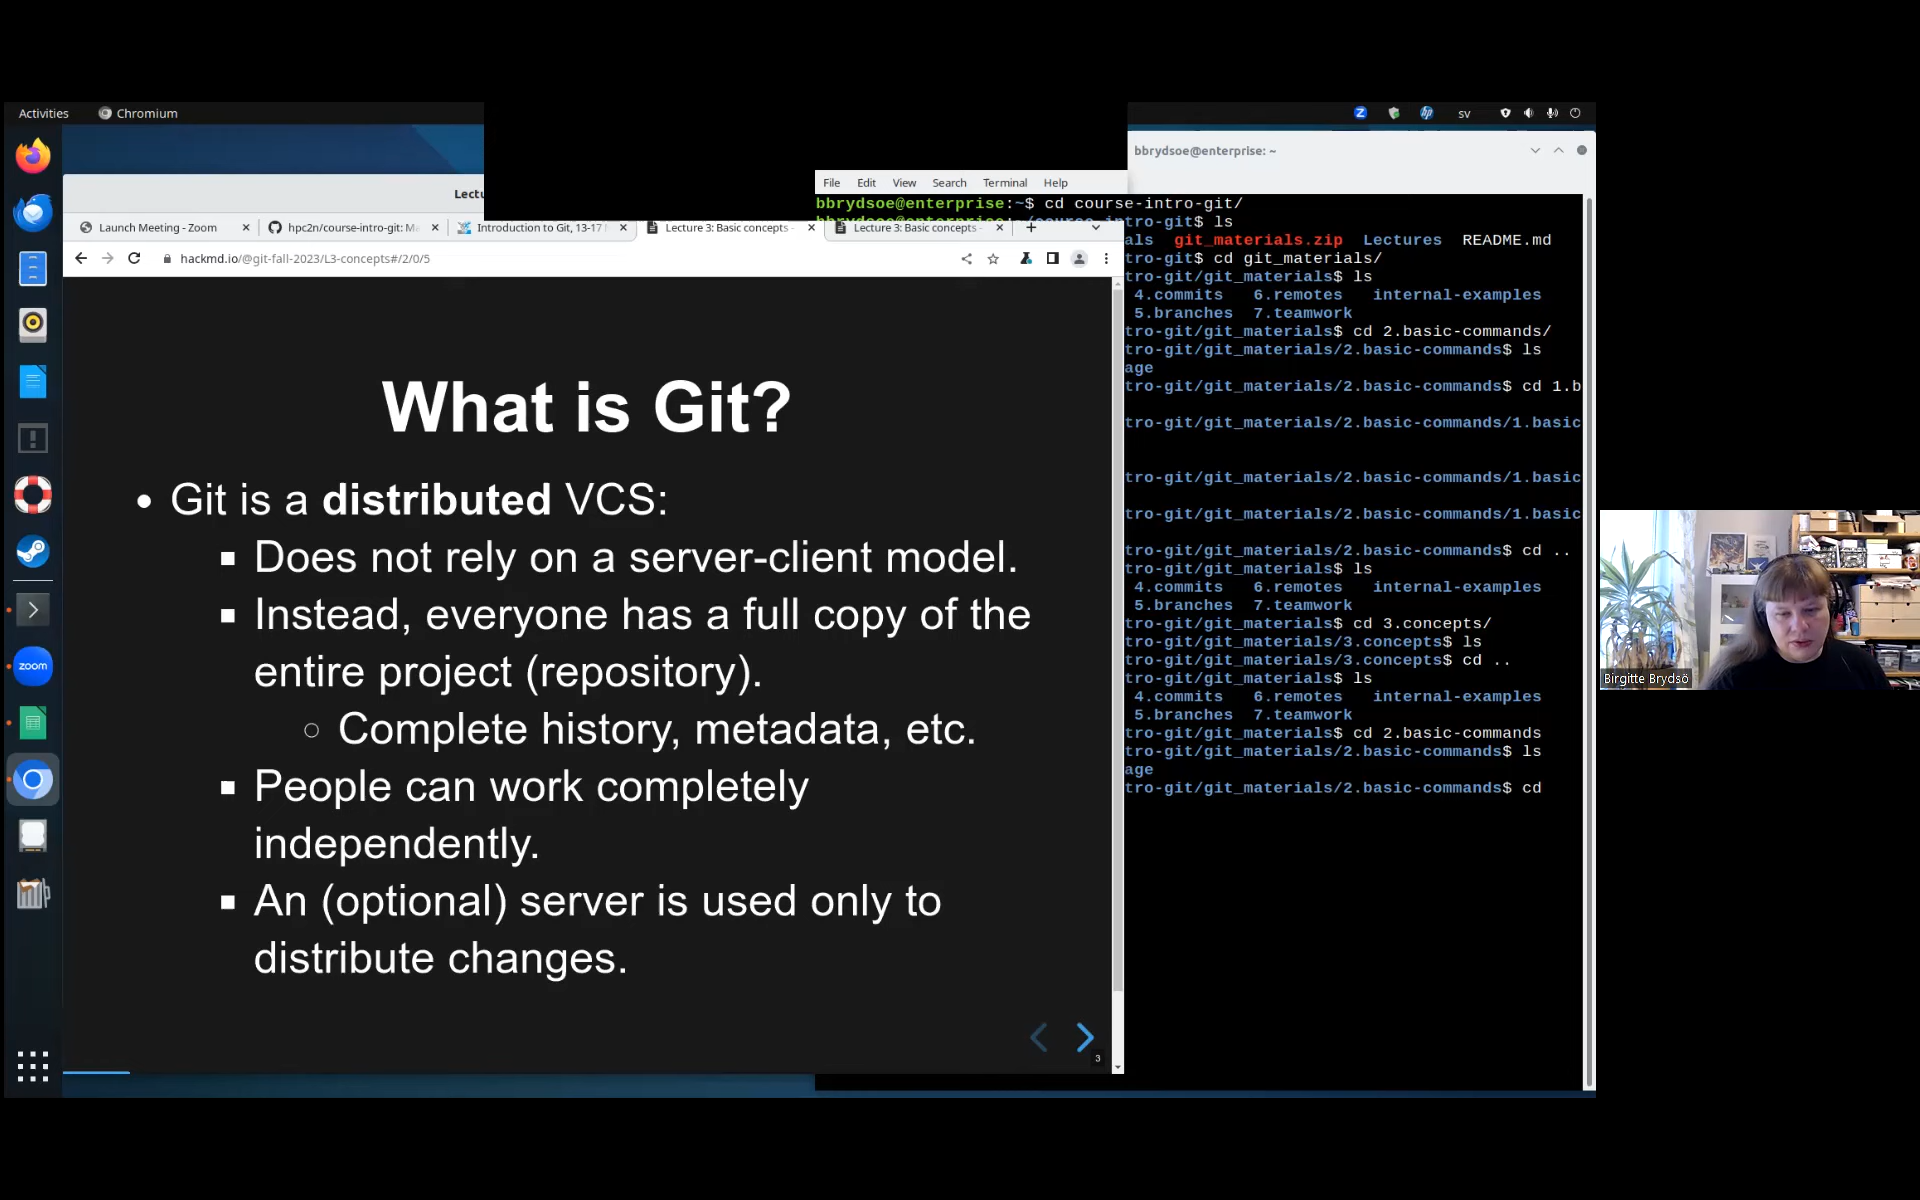 Activities
Chromium
sv
bbrydsoe@enterprise: ~
Lectu
File Edit View Search Terminal Help
bbrydsoe@enterprise:~$ cd course-intro-git/
bbrydsoe@enterprise:~/course-intro-git$ ls
Launch Meeting - Zoom
hpc2n/course-intro-git: M
Introduction to Git, 13-17 N
Lecture 3: Basic concepts -
Lecture 3: Basic concepts -
hackmd.io/@git-fall-2023/L3-concepts#/2/0/5
What is Git?
• Git is a distributed VCS:
▪ Does not rely on a server-client model.
▪ Instead, everyone has a full copy of the
entire project (repository).
○ Complete history, metadata, etc.
▪ People can work completely
independently.
▪ An (optional) server is used only to
distribute changes.
3
als git_materials.zip Lectures README.md
tro-git$ cd git_materials/
tro-git/git_materials$ ls
4.commits 6.remotes internal-examples
5.branches 7.teamwork
tro-git/git_materials$ cd 2.basic-commands/
tro-git/git_materials/2.basic-commands$ ls
age
tro-git/git_materials/2.basic-commands$ cd 1.b
tro-git/git_materials/2.basic-commands/1.basic
tro-git/git_materials/2.basic-commands/1.basic
tro-git/git_materials/2.basic-commands/1.basic
tro-git/git_materials/2.basic-commands$ cd ..
tro-git/git_materials$ ls
4.commits 6.remotes internal-examples
5.branches 7.teamwork
tro-git/git_materials$ cd 3.concepts/
tro-git/git_materials/3.concepts$ ls
tro-git/git_materials/3.concepts$ cd ..
tro-git/git_materials$ ls
4.commits 6.remotes internal-examples
5.branches 7.teamwork
tro-git/git_materials$ cd 2.basic-commands
tro-git/git_materials/2.basic-commands$ ls
age
tro-git/git_materials/2.basic-commands$ cd
zoom
Birgitte Brydsö